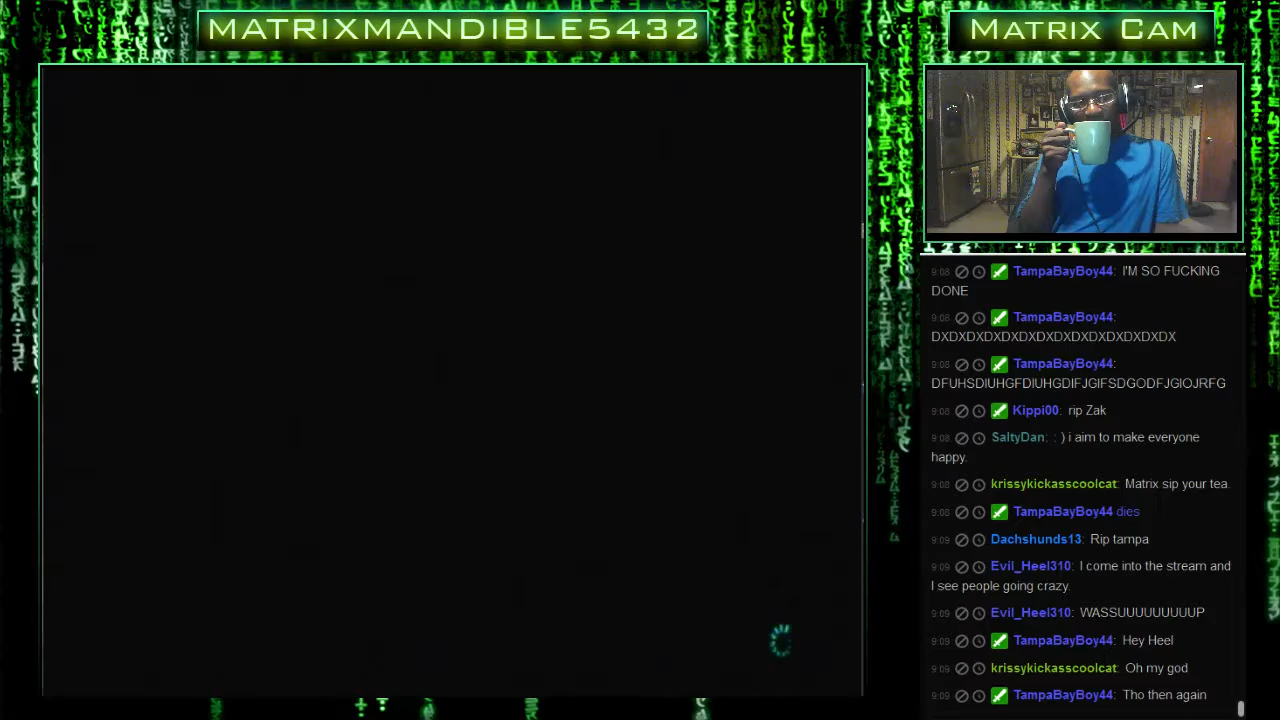 MATRIXMANDIBLE5432
Matrix Cam
9:08 TampaBayBoy44: I'M SO FUCKING
DONE
9:08 TampaBayBoy44:
DXDXDXDXDXDXDXDXDXDXDXDXDXDX
9:08 TampaBayBoy44:
DFUHSDIUHGFDIUHGDIFJGIFSDGODFJGIOJRFG
9:08 Kippi00: rip Zak
9:08 SaltyDan: : ) i aim to make everyone
happy.
9:08 krissykickasscoolcat: Matrix sip your tea.
9:08 TampaBayBoy44 dies
9:09 Dachshunds13: Rip tampa
9:09 Evil_Heel310: I come into the stream and
I see people going crazy.
9:09 Evil_Heel310: WASSUUUUUUUUUP
9:09 TampaBayBoy44: Hey Heel
9:09 krissykickasscoolcat: Oh my god
9:09 TampaBayBoy44: Tho then again